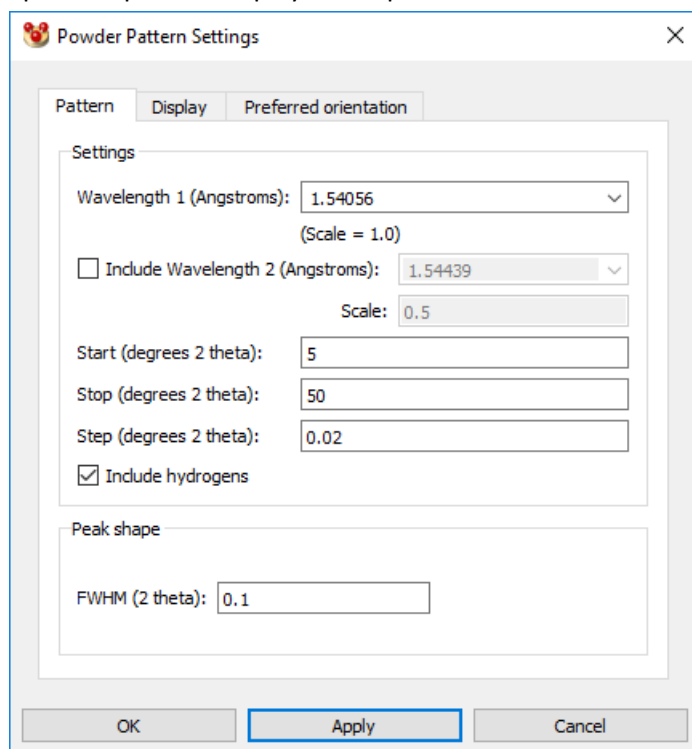 Powder Pattern Settings
Pattern Display Preferred orientation
Settings
Wavelength 1 (Angstroms): 1.54056
(Scale = 1.0)
Include Wavelength 2 (Angstroms): 1.54439
Scale: 0.5
Start (degrees 2 theta): 5
Stop (degrees 2 theta): 50
Step (degrees 2 theta): 0.02
Include hydrogens
Peak shape
FWHM (2 theta): 0.1
OK Apply Cancel